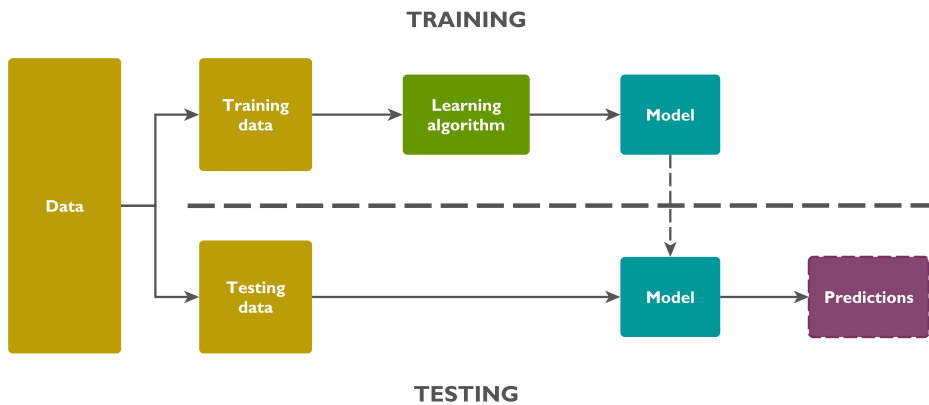 TRAINING
Training
data
Learning
algorithm
Model
Data
Testing
data
Model
Predictions
TESTING